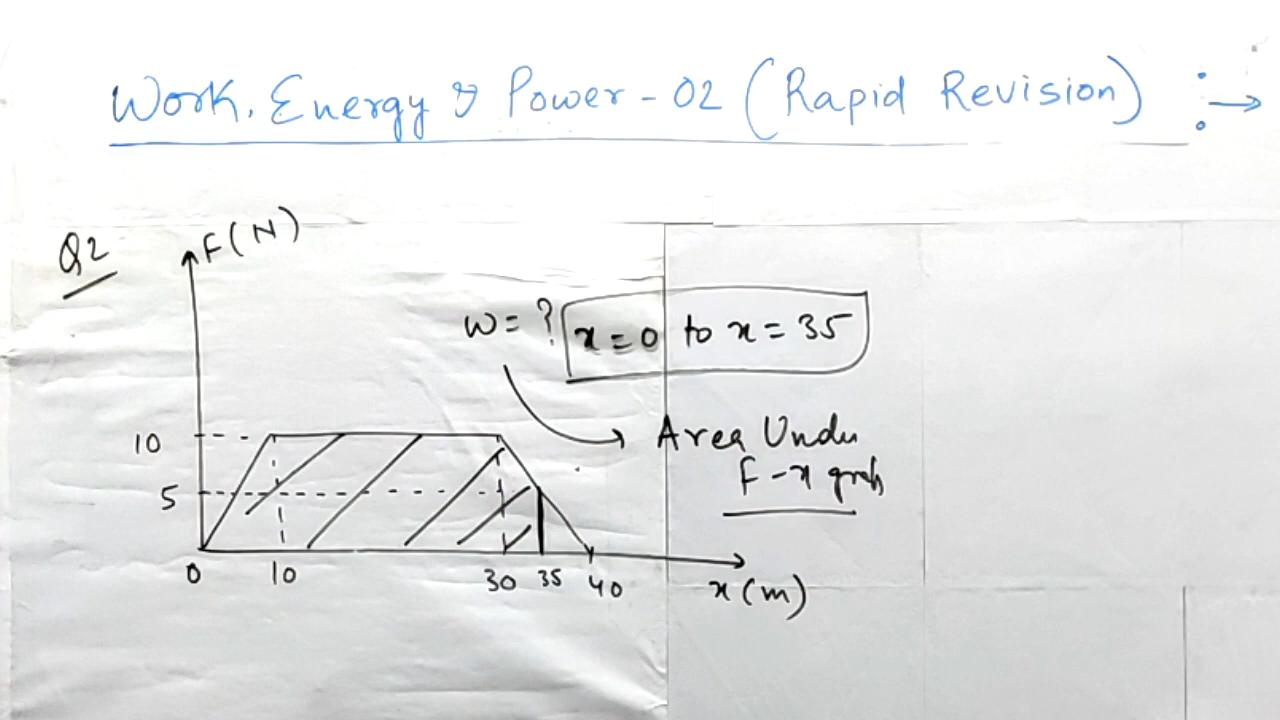 Work, Energy & Power - 02 (Rapid Revision) :→
Q2
F(N)
w = ? x = 0 to x = 35
Area Under
F - x graph
10
5
0 10 30 35 40
x (m)